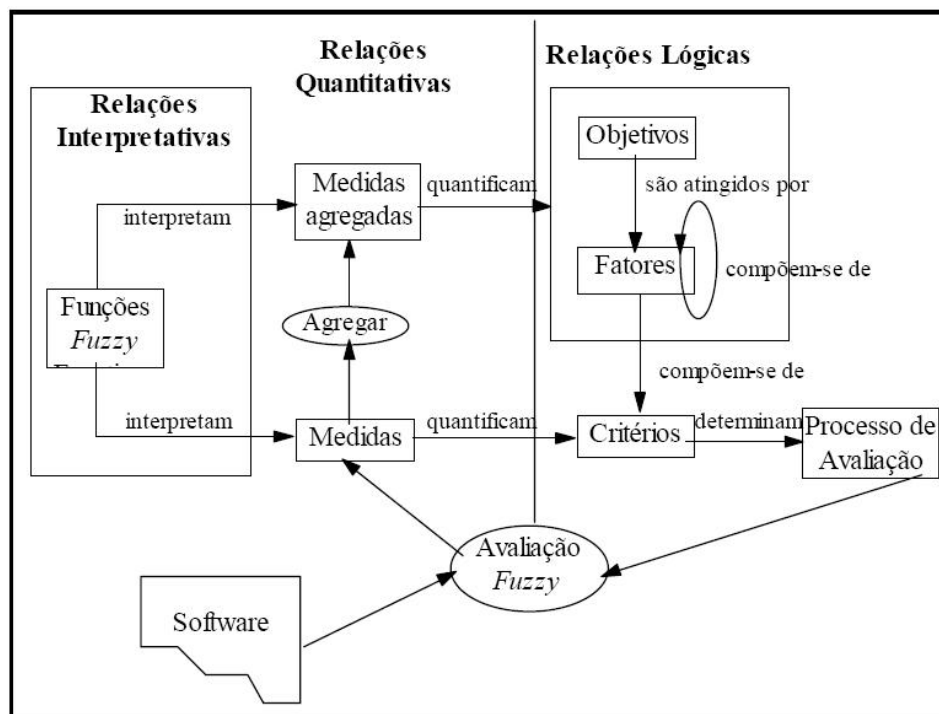 Relações
Quantitativas
Relações Lógicas
Relações
Interpretativas
Objetivos
são atingidos por
Medidas
agregadas
quantificam
interpretam
Fatores
compõem-se de
Funções
Fuzzy
Agregar
compõem-se de
interpretam
Medidas
quantificam
Critérios
determinam
Processo de
Avaliação
Avaliação
Fuzzy
Software